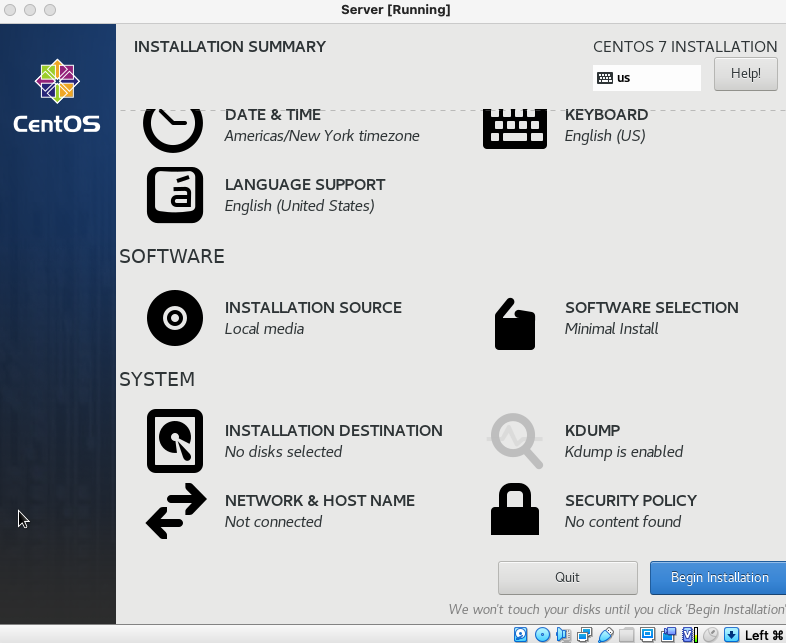 Server [Running]
INSTALLATION SUMMARY
CENTOS 7 INSTALLATION
us
Help!
CentOS
DATE & TIME
Americas/New York timezone
KEYBOARD
English (US)
LANGUAGE SUPPORT
English (United States)
SOFTWARE
INSTALLATION SOURCE
Local media
SOFTWARE SELECTION
Minimal Install
SYSTEM
INSTALLATION DESTINATION
No disks selected
KDUMP
Kdump is enabled
NETWORK & HOST NAME
Not connected
SECURITY POLICY
No content found
Quit
Begin Installation
We won't touch your disks until you click 'Begin Installation'
Left ⌘